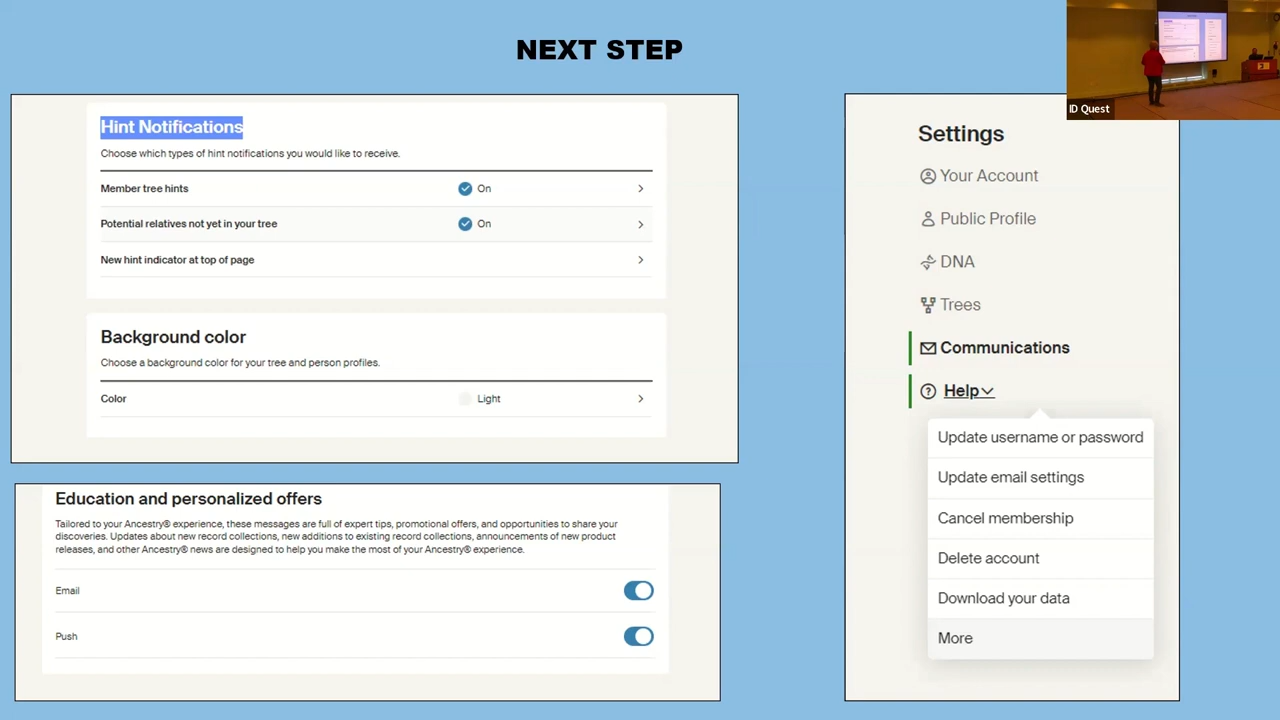 NEXT STEP
Hint Notifications
Choose which types of hint notifications you would like to receive.
Member tree hints On
Potential relatives not yet in your tree On
New hint indicator at top of page
Background color
Choose a background color for your tree and person profiles.
Color Light
Education and personalized offers
Tailored to your Ancestry® experience, these messages are full of expert tips, promotional offers, and opportunities to share your
discoveries. Updates about new record collections, new additions to existing record collections, announcements of new product
releases, and other Ancestry® news are designed to help you make the most of your Ancestry® experience.
Email
Push
ID Quest
Settings
Your Account
Public Profile
DNA
Trees
Communications
Help
Update username or password
Update email settings
Cancel membership
Delete account
Download your data
More